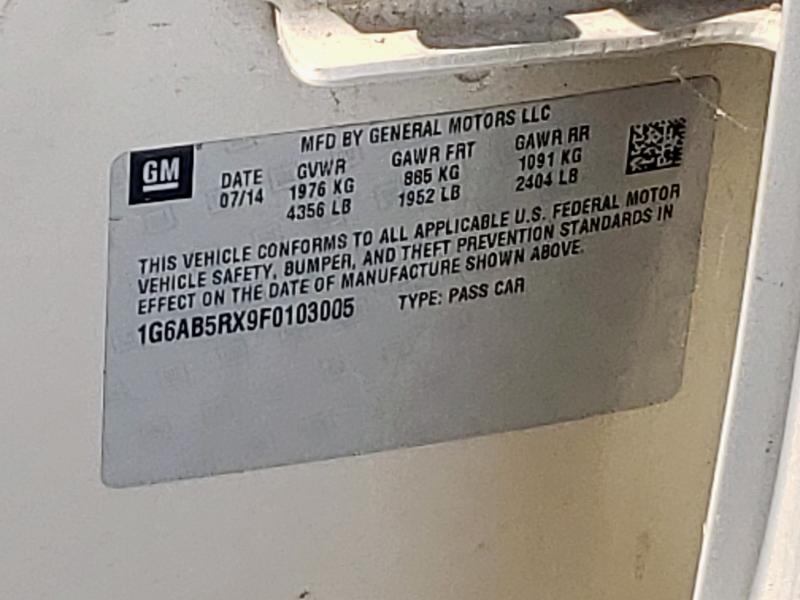 MFD BY GENERAL MOTORS LLC
GM
DATE GVWR GAWR FRT GAWR RR
07/14 1976 KG 885 KG 1091 KG
4356 LB 1952 LB 2404 LB
THIS VEHICLE CONFORMS TO ALL APPLICABLE U.S. FEDERAL MOTOR
VEHICLE SAFETY, BUMPER, AND THEFT PREVENTION STANDARDS IN
EFFECT ON THE DATE OF MANUFACTURE SHOWN ABOVE.
1G6AB5RX9F0103005 TYPE: PASS CAR